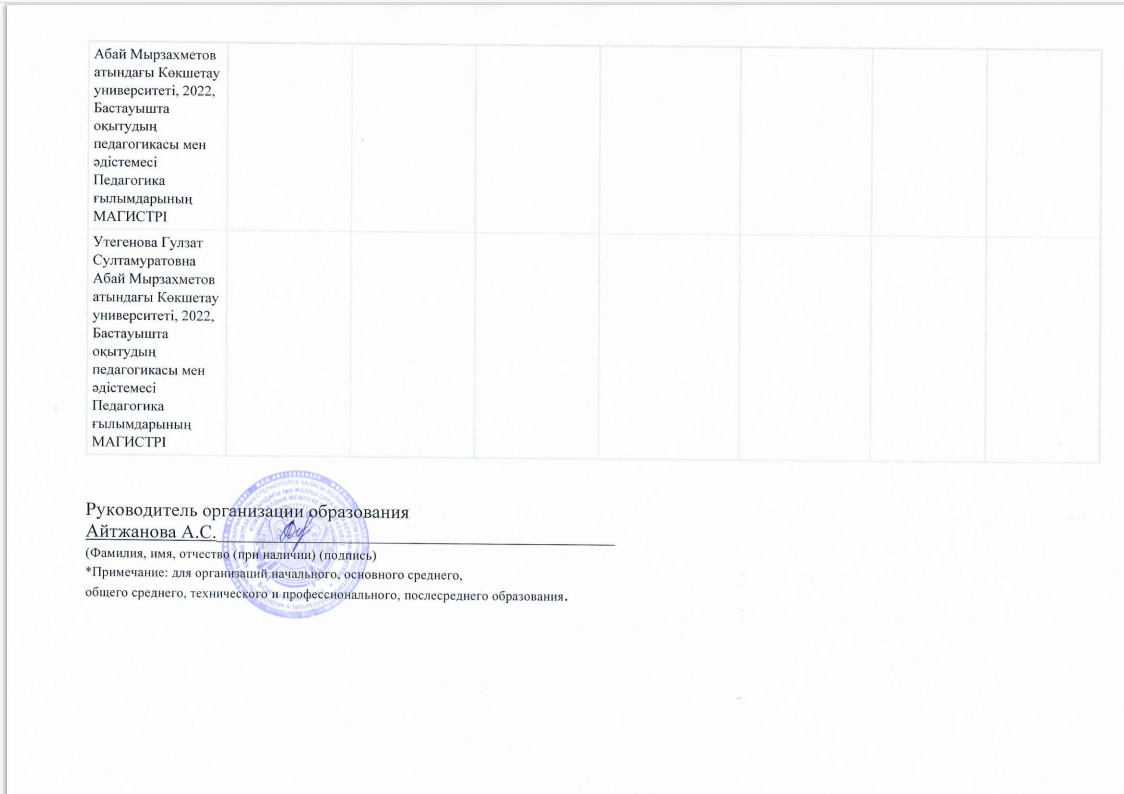 Абай Мырзахметов
атындағы Көкшетау
университеті, 2022,
Бастауышта
оқытудың
педагогикасы мен
әдістемесі
Педагогика
ғылымдарының
МАГИСТРІ
Утегенова Гулзат
Султамуратовна
Абай Мырзахметов
атындағы Көкшетау
университеті, 2022,
Бастауышта
оқытудың
педагогикасы мен
әдістемесі
Педагогика
ғылымдарының
МАГИСТРІ
Руководитель организации образования
Айтжанова А.С.
(Фамилия, имя, отчество (при наличии) (подпись)
*Примечание: для организаций начального, основного среднего,
общего среднего, технического и профессионального, послесреднего образования.